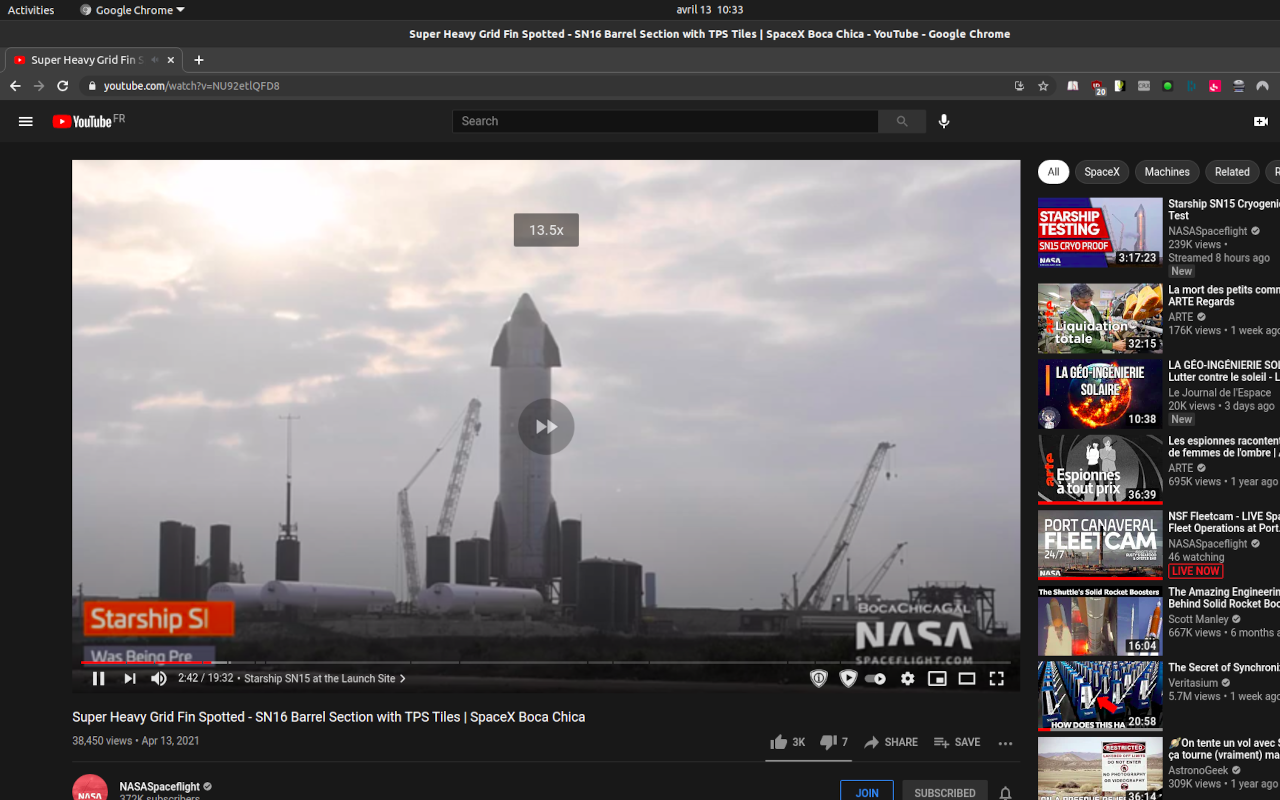 Activities
Google Chrome
avril 13 10:33
Super Heavy Grid Fin Spotted - SN16 Barrel Section with TPS Tiles | SpaceX Boca Chica - YouTube - Google Chrome
Super Heavy Grid Fin S
youtube.com/watch?v=NU92etlQFD8
20
YouTube FR
Search
13.5x
Starship SI
Was Being Pre
BOCACHICAGAL
NASA
SPACEFLIGHT.COM
2:42 / 19:32 • Starship SN15 at the Launch Site
Super Heavy Grid Fin Spotted - SN16 Barrel Section with TPS Tiles | SpaceX Boca Chica
38,450 views • Apr 13, 2021
3K
7
SHARE
SAVE
NASASpaceflight
372K subscribers
JOIN
SUBSCRIBED
All
SpaceX
Machines
Related
STARSHIP
TESTING
SN15 CRYO PROOF
NASA
3:17:23
Starship SN15 Cryogenic
Test
NASASpaceflight
239K views •
Streamed 8 hours ago
New
arte
Liquidation
totale
32:15
La mort des petits comm
ARTE Regards
ARTE
176K views • 1 week ago
LA GÉO-INGÉNIERIE
SOLAIRE
10:38
LA GÉO-INGÉNIERIE SOL
Lutter contre le soleil - L
Le Journal de l'Espace
20K views • 3 days ago
New
arte
Espionnes
à tout prix
36:39
Les espionnes racontent
de femmes de l'ombre | A
ARTE
695K views • 1 year ago
PORT CANAVERAL
FLEETCAM
24/7
NASA
NSF Fleetcam - LIVE Spa
Fleet Operations at Port
NASASpaceflight
46 watching
LIVE NOW
The Shuttle's Solid Rocket Boosters
16:04
The Amazing Engineering
Behind Solid Rocket Boo
Scott Manley
667K views • 6 months a
HOW DOES THIS HA
20:58
The Secret of Synchroni
Veritasium
5.7M views • 1 week ago
RESTRICTED
NO PHOTOGRAPHY
OR VIDEOGRAPHY
36:14
On tente un vol avec S
ça tourne (vraiment) ma
AstronoGeek
309K views • 1 year ago